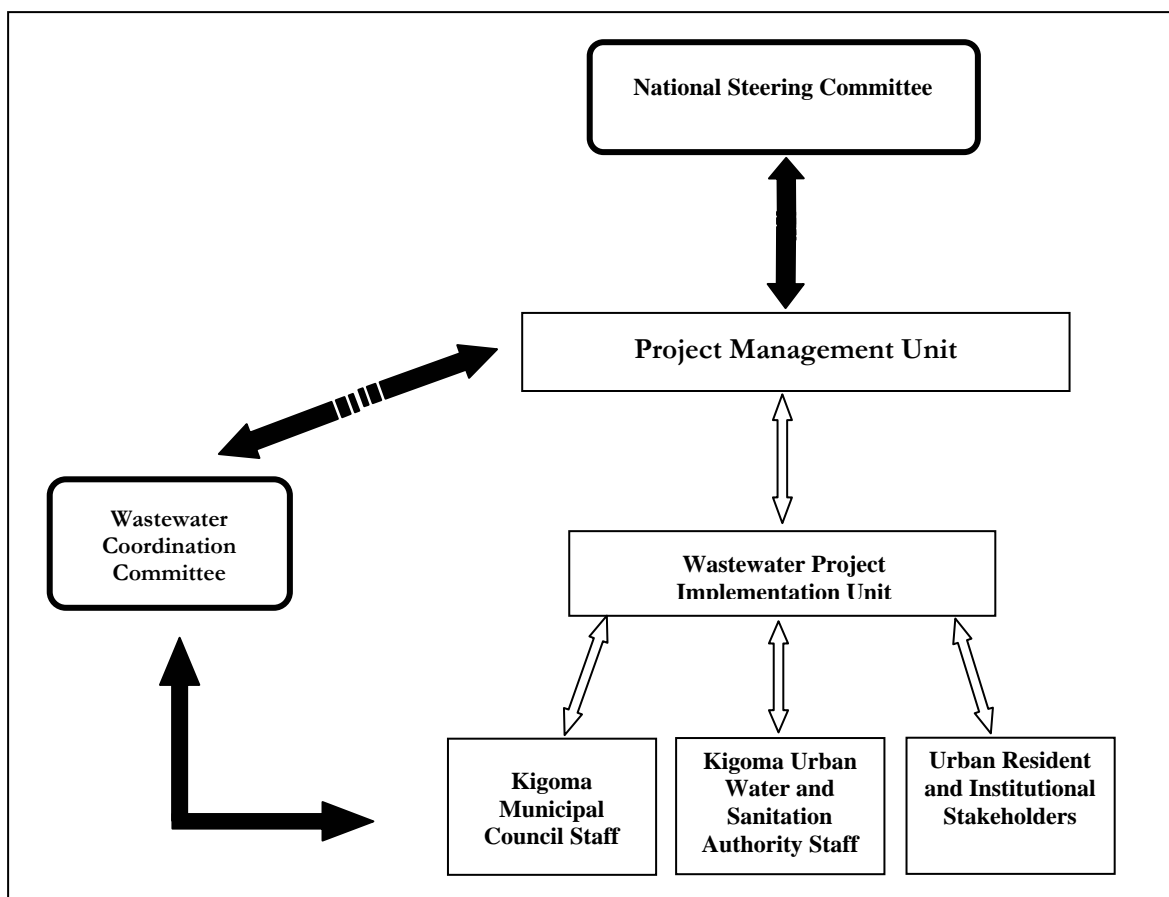 National Steering Committee
Project Management Unit
Wastewater
Coordination
Committee
Wastewater Project
Implementation Unit
Kigoma
Municipal
Council Staff
Kigoma Urban
Water and
Sanitation
Authority Staff
Urban Resident
and Institutional
Stakeholders